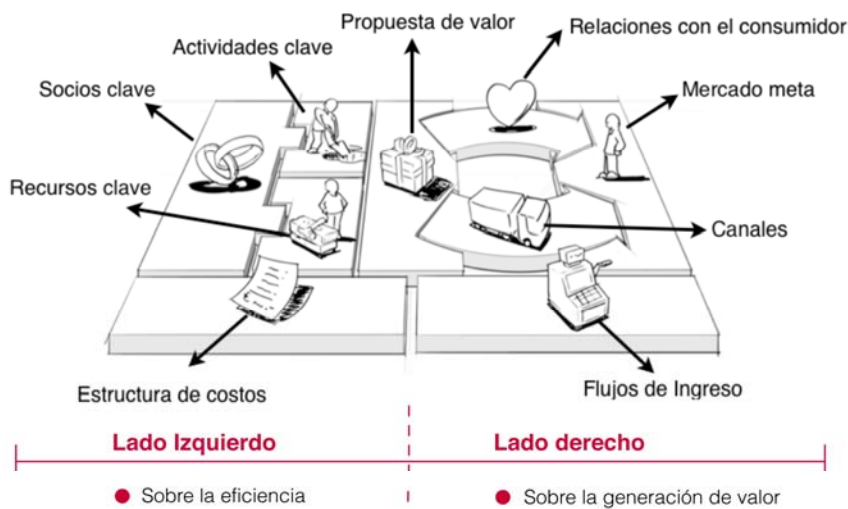 Propuesta de valor
Relaciones con el consumidor
Actividades clave
Socios clave
Mercado meta
Recursos clave
Canales
Estructura de costos
Flujos de Ingreso
Lado Izquierdo
Lado derecho
Sobre la eficiencia
Sobre la generación de valor